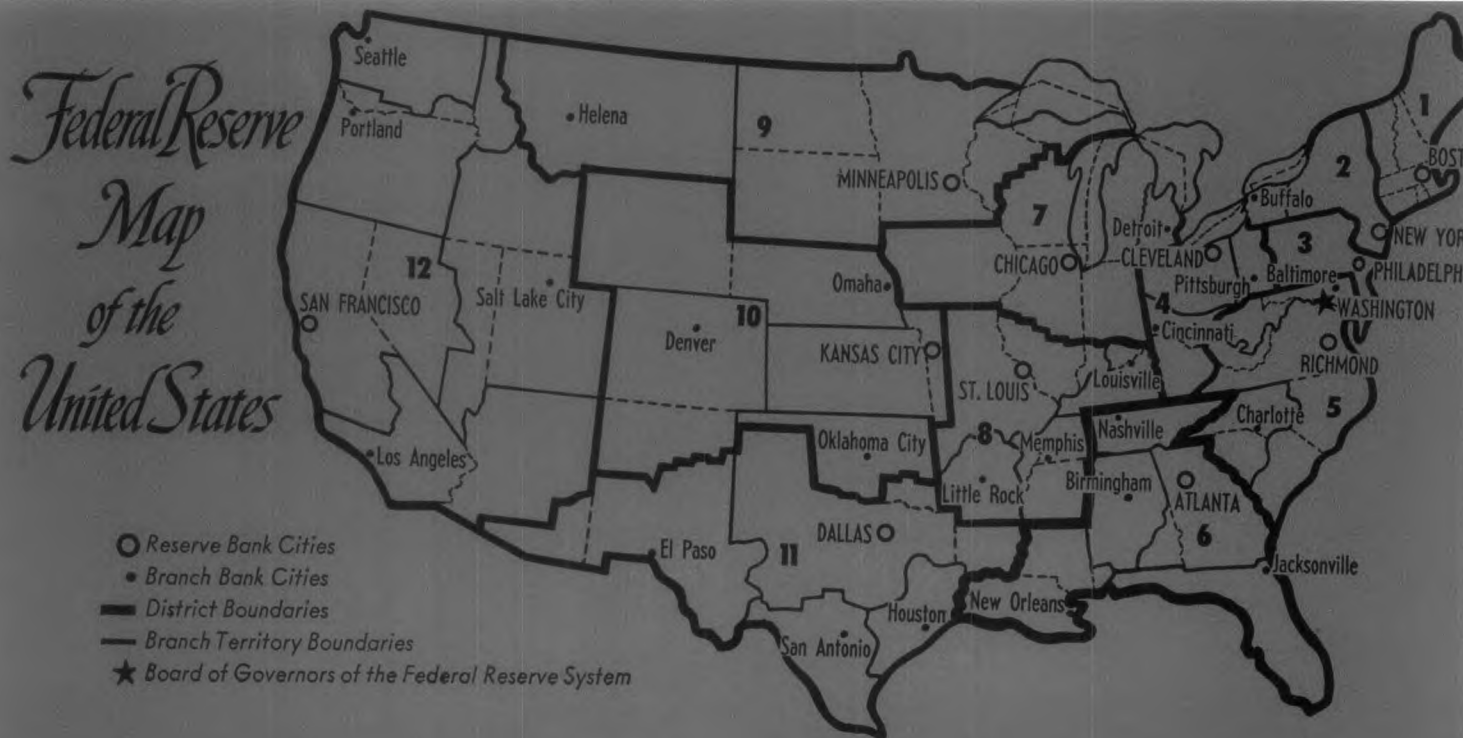 Federal Reserve
Map
of the
United States
Seattle
Portland
Helena
9
MINNEAPOLIS
1
BOST
2
Buffalo
NEW YOR
7
Detroit
CLEVELAND
3
PHILADELPH
CHICAGO
Pittsburgh
Baltimore
WASHINGTON
12
SAN FRANCISCO
Salt Lake City
Omaha
10
Denver
KANSAS CITY
4
Cincinnati
RICHMOND
ST. LOUIS
Louisville
5
Charlotte
Nashville
Los Angeles
Oklahoma City
8
Memphis
Little Rock
Birmingham
ATLANTA
6
DALLAS
El Paso
11
Jacksonville
Houston
New Orleans
San Antonio
Reserve Bank Cities
Branch Bank Cities
District Boundaries
Branch Territory Boundaries
Board of Governors of the Federal Reserve System